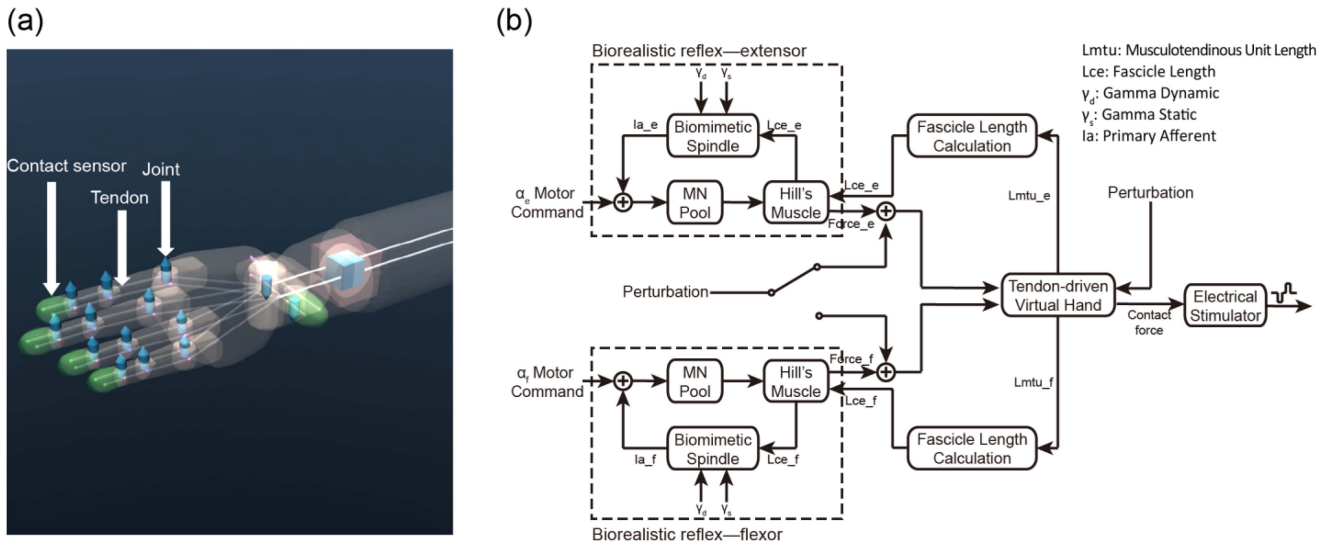 (a)
Contact sensor
Joint
Tendon
(b)
Biorealistic reflex—extensor
γd
γs
Ia_e
Biomimetic
Spindle
Lce_e
αe Motor
Command
MN
Pool
Hill's
Muscle
Lce_e
Force_e
Fascicle Length
Calculation
Lmtu_e
Lmtu: Musculotendinous Unit Length
Lce: Fascicle Length
γd: Gamma Dynamic
γs: Gamma Static
Ia: Primary Afferent
Perturbation
Perturbation
Tendon-driven
Virtual Hand
Contact
force
Electrical
Stimulator
αf Motor
Command
MN
Pool
Hill's
Muscle
Force_f
Lce_f
Lmtu_f
Ia_f
Biomimetic
Spindle
Lce_f
Fascicle Length
Calculation
γd
γs
Biorealistic reflex—flexor